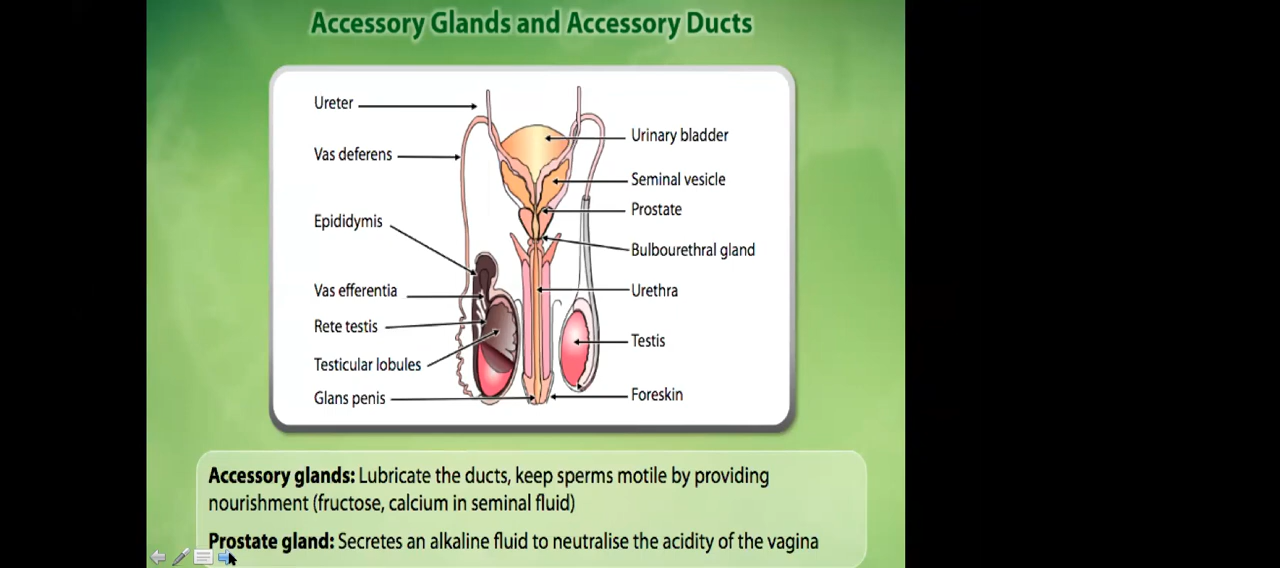 Accessory Glands and Accessory Ducts
Ureter
Vas deferens
Epididymis
Vas efferentia
Rete testis
Testicular lobules
Glans penis
Urinary bladder
Seminal vesicle
Prostate
Bulbourethral gland
Urethra
Testis
Foreskin
Accessory glands: Lubricate the ducts, keep sperms motile by providing
nourishment (fructose, calcium in seminal fluid)
Prostate gland: Secretes an alkaline fluid to neutralise the acidity of the vagina